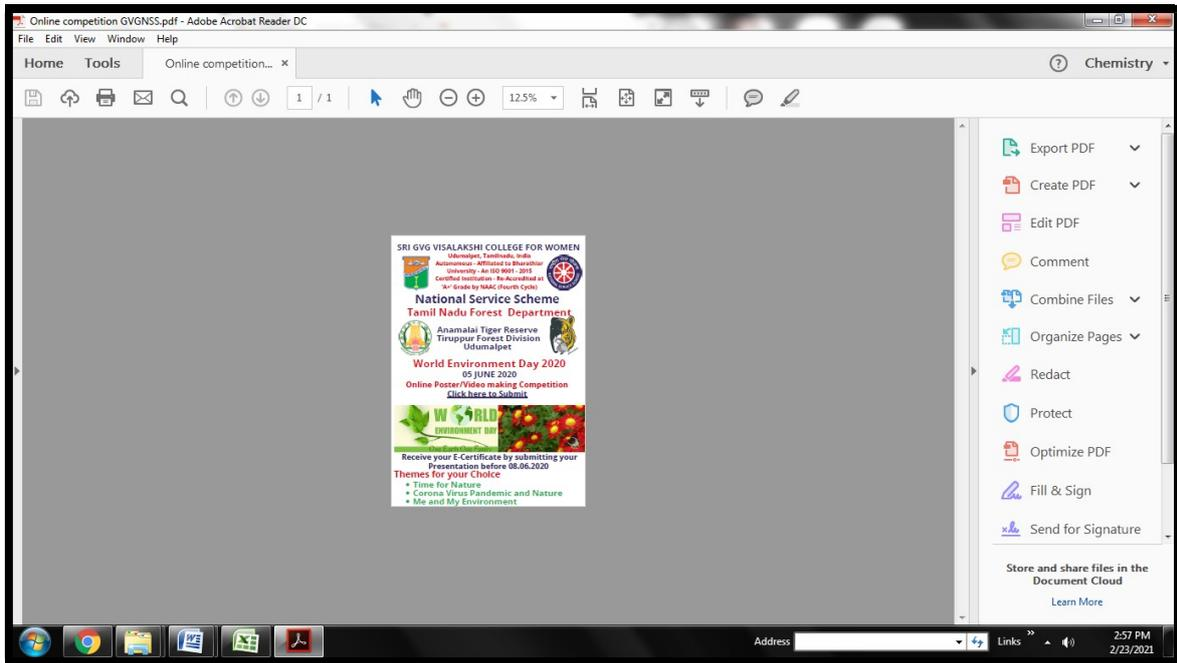 Online competition GVGNSS.pdf - Adobe Acrobat Reader DC
File Edit View Window Help
Home Tools Online competition... × Chemistry
1 / 1 12.5%
SRI GVG VISALAKSHI COLLEGE FOR WOMEN
Udumalpet, Tamilnadu, India
Autonomous - Affiliated to Bharathiar
University - An ISO 9001 - 2015
Certified Institution - Re-Accredited at
'A+' Grade by NAAC (Fourth Cycle)
National Service Scheme
Tamil Nadu Forest Department
Anamalai Tiger Reserve
Tiruppur Forest Division
Udumalpet
World Environment Day 2020
05 JUNE 2020
Online Poster/Video making Competition
Click here to Submit
WORLD
ENVIRONMENT DAY
One Earth One Family
Receive your E-Certificate by submitting your
Presentation before 08.06.2020
Themes for your Choice
• Time for Nature
• Corona Virus Pandemic and Nature
• Me and My Environment
Export PDF
Create PDF
Edit PDF
Comment
Combine Files
Organize Pages
Redact
Protect
Optimize PDF
Fill & Sign
Send for Signature
Store and share files in the
Document Cloud
Learn More
Address Links » 2:57 PM
2/23/2021